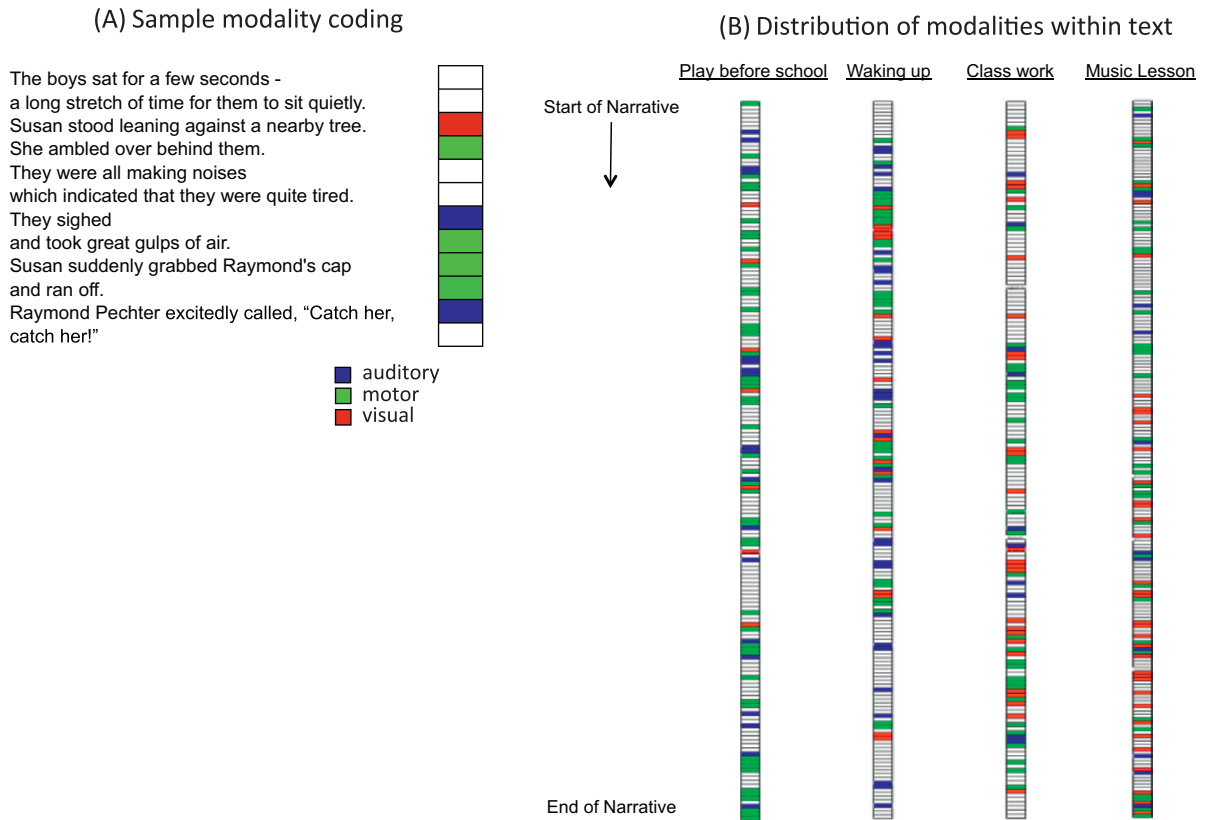 (A) Sample modality coding
The boys sat for a few seconds -
a long stretch of time for them to sit quietly.
Susan stood leaning against a nearby tree.
She ambled over behind them.
They were all making noises
which indicated that they were quite tired.
They sighed
and took great gulps of air.
Susan suddenly grabbed Raymond's cap
and ran off.
Raymond Pechter excitedly called, “Catch her,
catch her!”
auditory
motor
visual
(B) Distribution of modalities within text
Play before school
Waking up
Class work
Music Lesson
Start of Narrative
End of Narrative